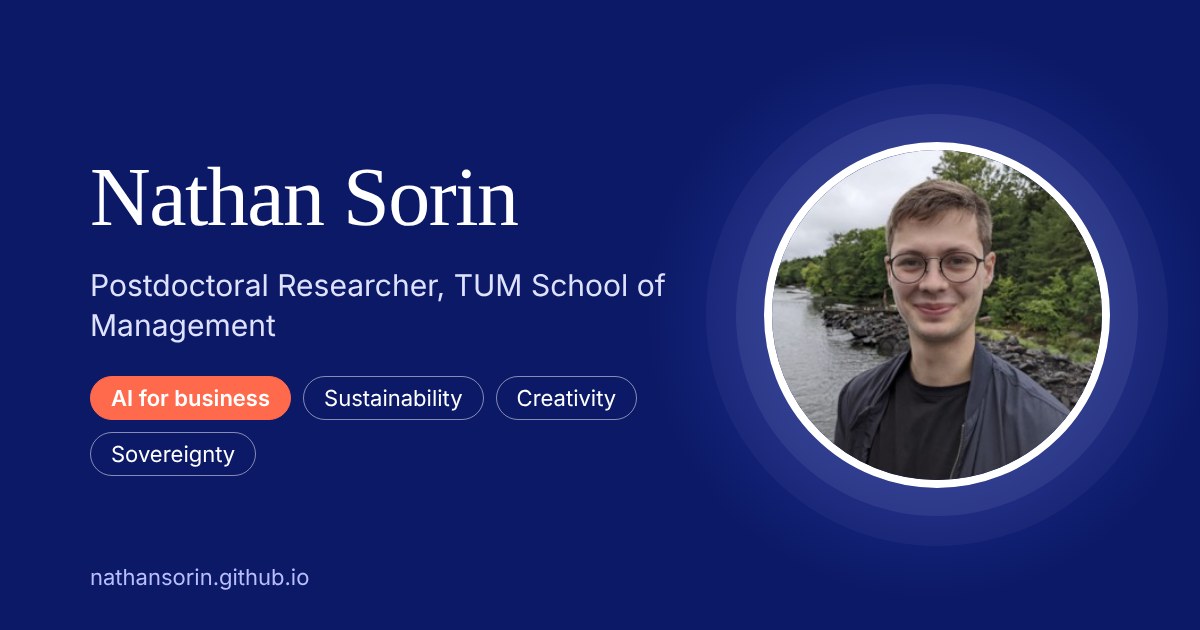 Nathan Sorin
Postdoctoral Researcher, TUM School of
Management
AI for business
Sustainability
Creativity
Sovereignty
nathansorin.github.io